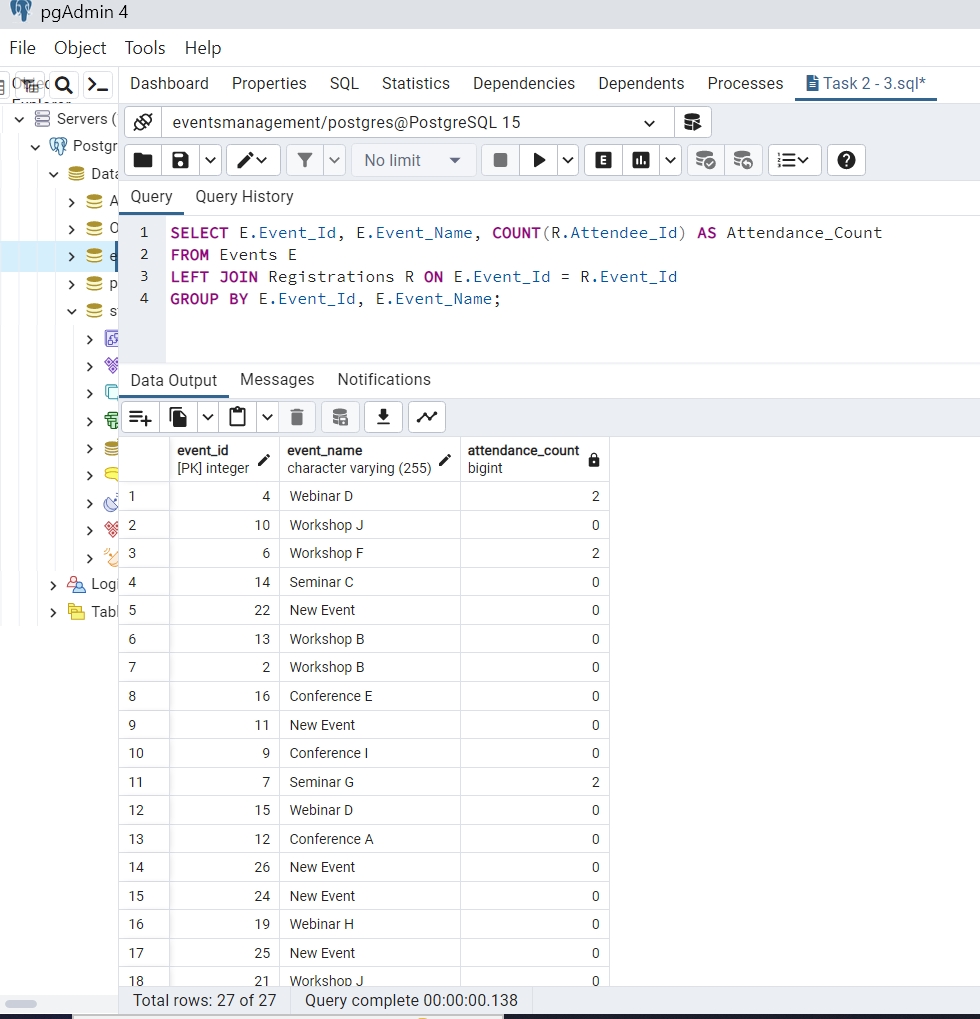 pgAdmin 4
File Object Tools Help
Dashboard Properties SQL Statistics Dependencies Dependents Processes Task 2 - 3.sql*
Servers (
Postgr
Data
A
O
e
p
s
Logi
Tabl
eventsmanagement/postgres@PostgreSQL 15
No limit
E
Query Query History
1 SELECT E.Event_Id, E.Event_Name, COUNT(R.Attendee_Id) AS Attendance_Count
2 FROM Events E
3 LEFT JOIN Registrations R ON E.Event_Id = R.Event_Id
4 GROUP BY E.Event_Id, E.Event_Name;
Data Output Messages Notifications
event_id event_name attendance_count
[PK] integer character varying (255) bigint
1 4 Webinar D 2
2 10 Workshop J 0
3 6 Workshop F 2
4 14 Seminar C 0
5 22 New Event 0
6 13 Workshop B 0
7 2 Workshop B 0
8 16 Conference E 0
9 11 New Event 0
10 9 Conference I 0
11 7 Seminar G 2
12 15 Webinar D 0
13 12 Conference A 0
14 26 New Event 0
15 24 New Event 0
16 19 Webinar H 0
17 25 New Event 0
18 21 Workshop J 0
Total rows: 27 of 27 Query complete 00:00:00.138